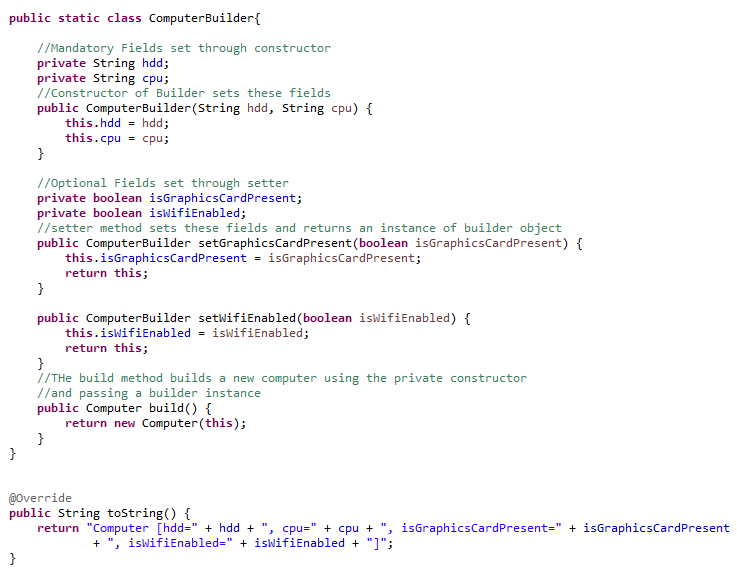 public static class ComputerBuilder{
//Mandatory Fields set through constructor
private String hdd;
private String cpu;
//Constructor of Builder sets these fields
public ComputerBuilder(String hdd, String cpu) {
this.hdd = hdd;
this.cpu = cpu;
}
//Optional Fields set through setter
private boolean isGraphicsCardPresent;
private boolean isWifiEnabled;
//setter method sets these fields and returns an instance of builder object
public ComputerBuilder setGraphicsCardPresent(boolean isGraphicsCardPresent) {
this.isGraphicsCardPresent = isGraphicsCardPresent;
return this;
}
public ComputerBuilder setWifiEnabled(boolean isWifiEnabled) {
this.isWifiEnabled = isWifiEnabled;
return this;
}
//THe build method builds a new computer using the private constructor
//and passing a builder instance
public Computer build() {
return new Computer(this);
}
}
@Override
public String toString() {
return "Computer [hdd=" + hdd + ", cpu=" + cpu + ", isGraphicsCardPresent=" + isGraphicsCardPresent
+ ", isWifiEnabled=" + isWifiEnabled + "]";
}